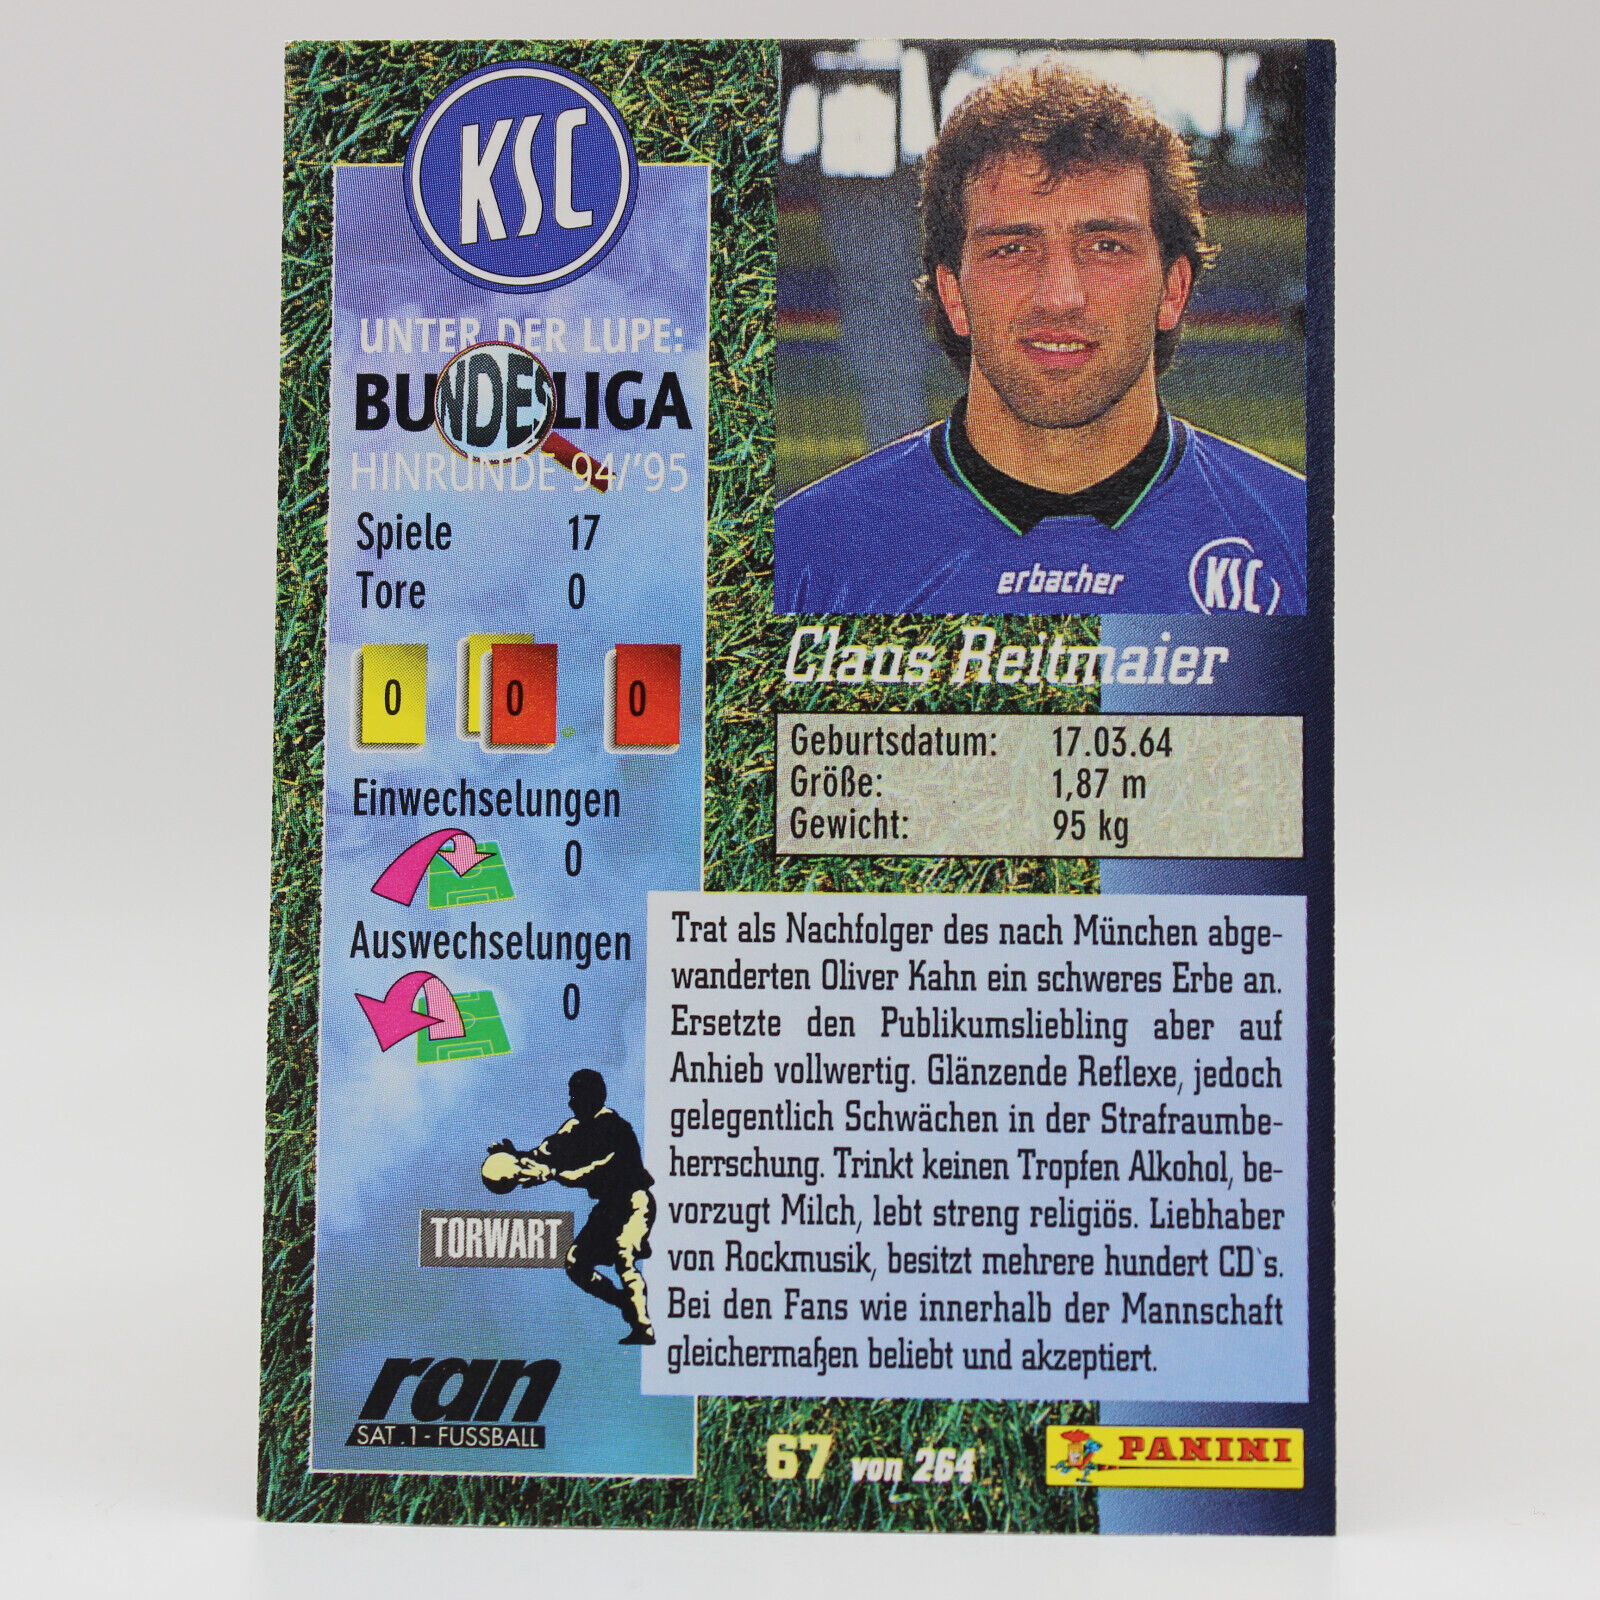 KSC
UNTER DER LUPE:
BUNDESLIGA
HINRUNDE 94/'95
Spiele 17
Tore 0
0 0 0
Einwechselungen
0
Auswechselungen
0
TORWART
ran
SAT.1-FUSSBALL
erbacher KSC
Claus Reitmaier
Geburtsdatum: 17.03.64
Größe: 1,87 m
Gewicht: 95 kg
Trat als Nachfolger des nach München abge-
wanderten Oliver Kahn ein schweres Erbe an.
Ersetzte den Publikumsliebling aber auf
Anhieb vollwertig. Glänzende Reflexe, jedoch
gelegentlich Schwächen in der Strafraumbe-
herrschung. Trinkt keinen Tropfen Alkohol, be-
vorzugt Milch, lebt streng religiös. Liebhaber
von Rockmusik, besitzt mehrere hundert CD`s.
Bei den Fans wie innerhalb der Mannschaft
gleichermaßen beliebt und akzeptiert.
67 von 264
PANINI